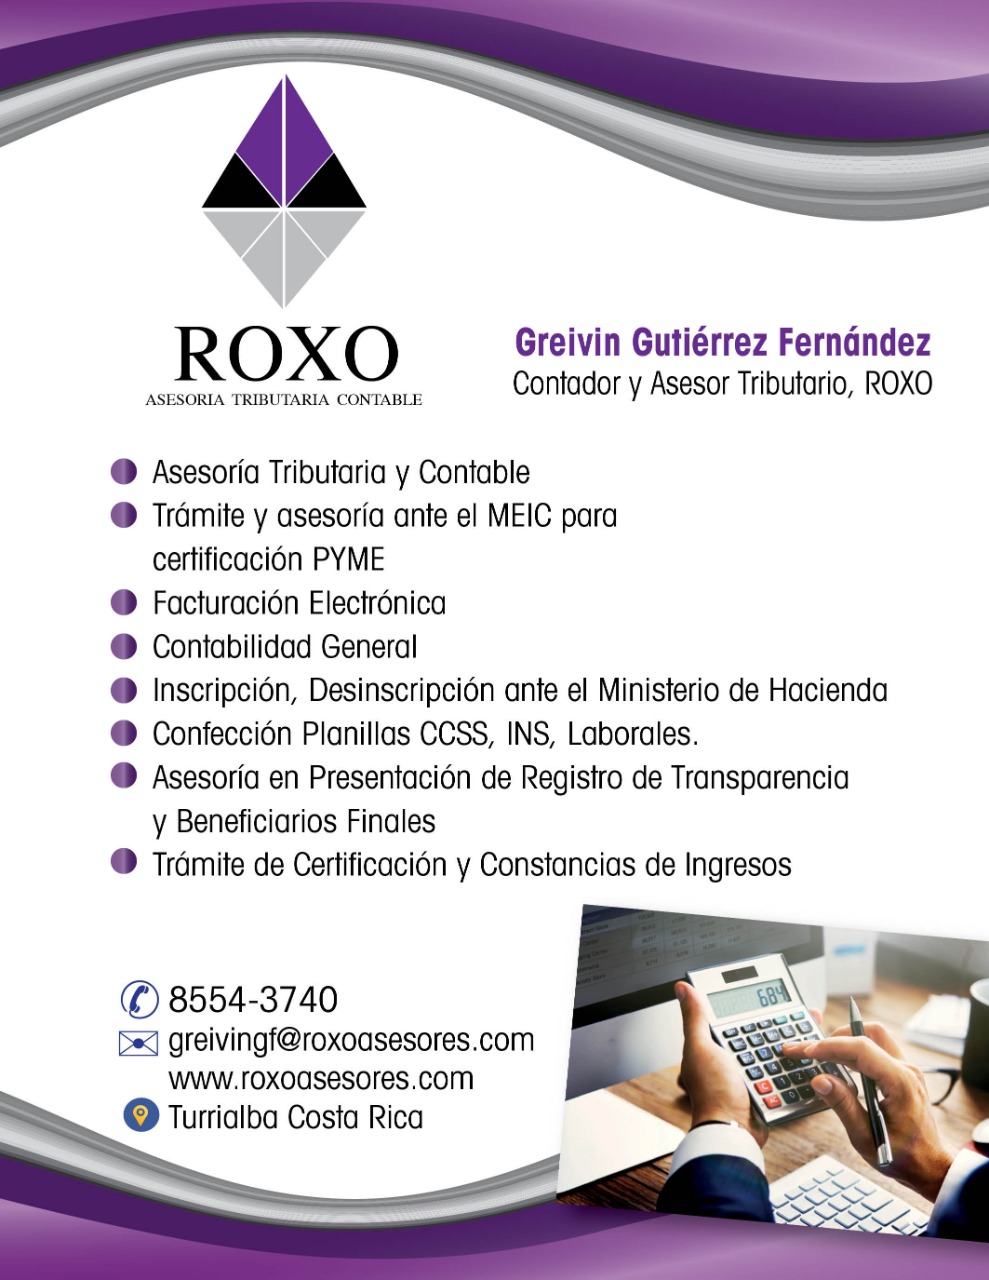 ROXO
ASESORIA TRIBUTARIA CONTABLE
Greivin Gutiérrez Fernández
Contador y Asesor Tributario, ROXO
Asesoría Tributaria y Contable
Trámite y asesoría ante el MEIC para
certificación PYME
Facturación Electrónica
Contabilidad General
Inscripción, Desinscripción ante el Ministerio de Hacienda
Confección Planillas CCSS, INS, Laborales.
Asesoría en Presentación de Registro de Transparencia
y Beneficiarios Finales
Trámite de Certificación y Constancias de Ingresos
8554-3740
greivingf@roxoasesores.com
www.roxoasesores.com
Turrialba Costa Rica
684